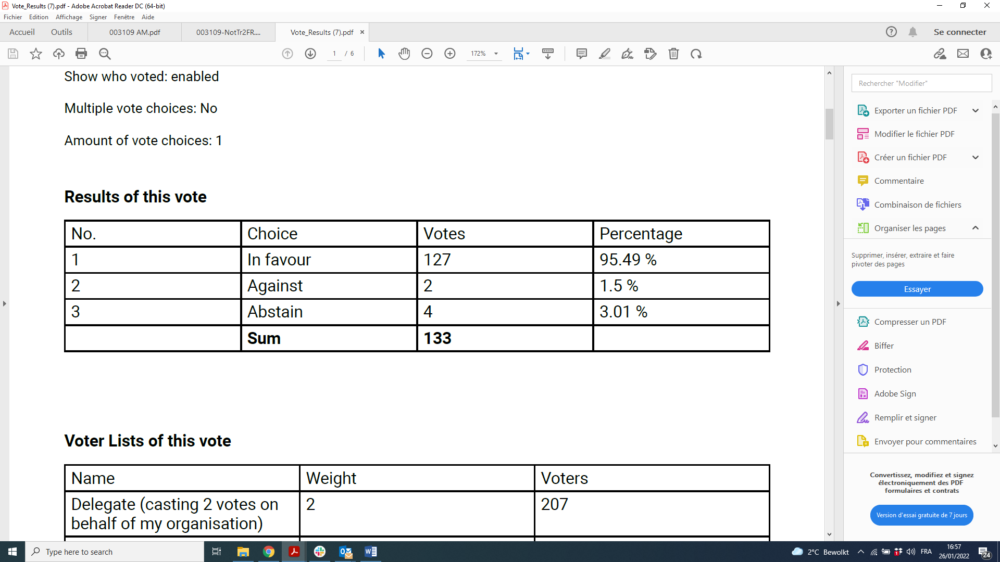 Vote_Results (7).pdf - Adobe Acrobat Reader DC (64-bit)
Fichier Edition Affichage Signer Fenêtre Aide
Accueil Outils 003109 AM.pdf 003109-NotTr2FR.... Vote_Results (7).pdf × Se connecter
1 / 6 172%
Show who voted: enabled
Multiple vote choices: No
Amount of vote choices: 1
Results of this vote
No. Choice Votes Percentage
1 In favour 127 95.49 %
2 Against 2 1.5 %
3 Abstain 4 3.01 %
Sum 133
Voter Lists of this vote
Name Weight Voters
Delegate (casting 2 votes on 2 207
behalf of my organisation)
Rechercher "Modifier"
Exporter un fichier PDF
Modifier le fichier PDF
Créer un fichier PDF
Commentaire
Combinaison de fichiers
Organiser les pages
Supprimer, insérer, extraire et faire
pivoter des pages
Essayer
Compresser un PDF
Biffer
Protection
Adobe Sign
Remplir et signer
Envoyer pour commentaires
Convertissez, modifiez et signez
électroniquement des PDF
formulaires et contrats
Version d'essai gratuite de 7 jours
Type here to search
2°C Bewolkt FRA 16:57
26/01/2022 24